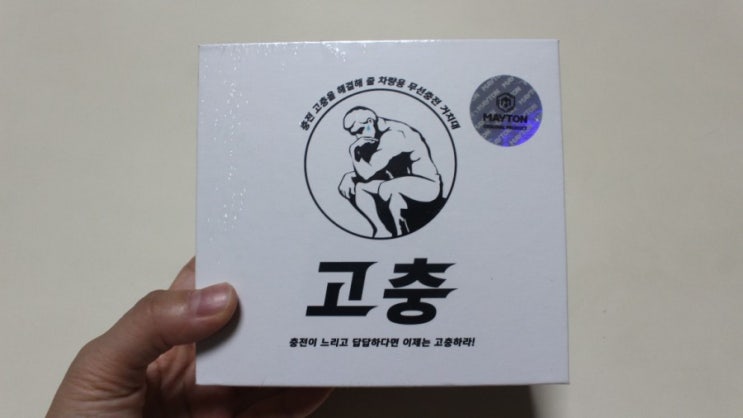 충전 고충을 해결해 줄 차량용 무선충전 거치대
MAYTON
고충
충전이 느리고 답답하다면 이제는 고충하라!